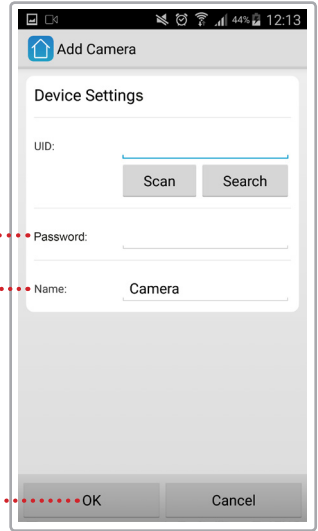 44% 12:13
Add Camera
Device Settings
UID:
Scan Search
Password:
Name: Camera
OK Cancel